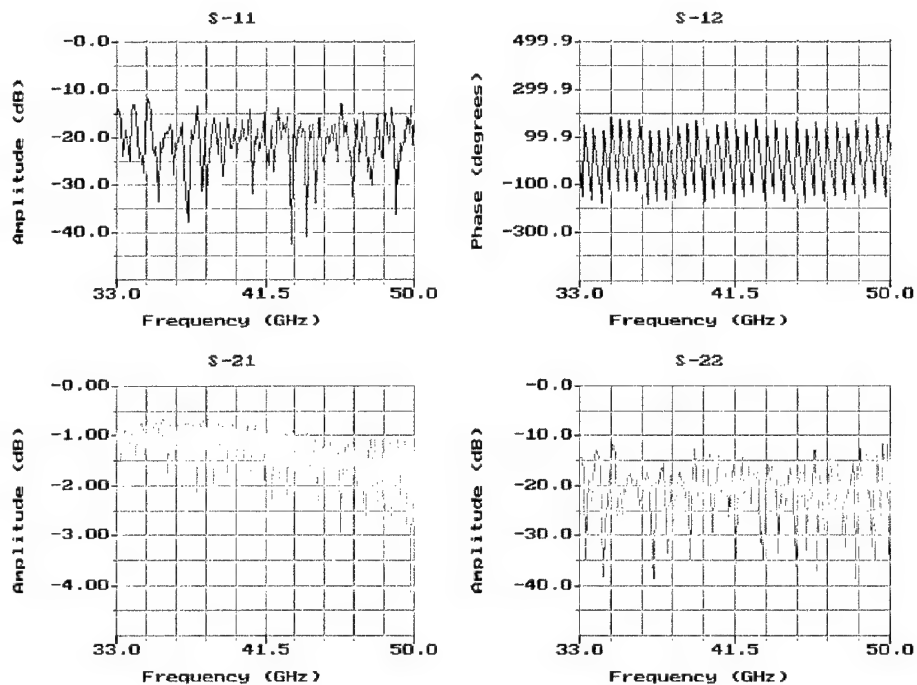 S-11
-0.0
-10.0
-20.0
-30.0
-40.0
Amplitude (dB)
33.0 41.5 50.0
Frequency (GHz)
S-12
499.9
299.9
99.9
-100.0
-300.0
Phase (degrees)
33.0 41.5 50.0
Frequency (GHz)
S-21
-0.00
-1.00
-2.00
-3.00
-4.00
Amplitude (dB)
33.0 41.5 50.0
Frequency (GHz)
S-22
-0.0
-10.0
-20.0
-30.0
-40.0
Amplitude (dB)
33.0 41.5 50.0
Frequency (GHz)